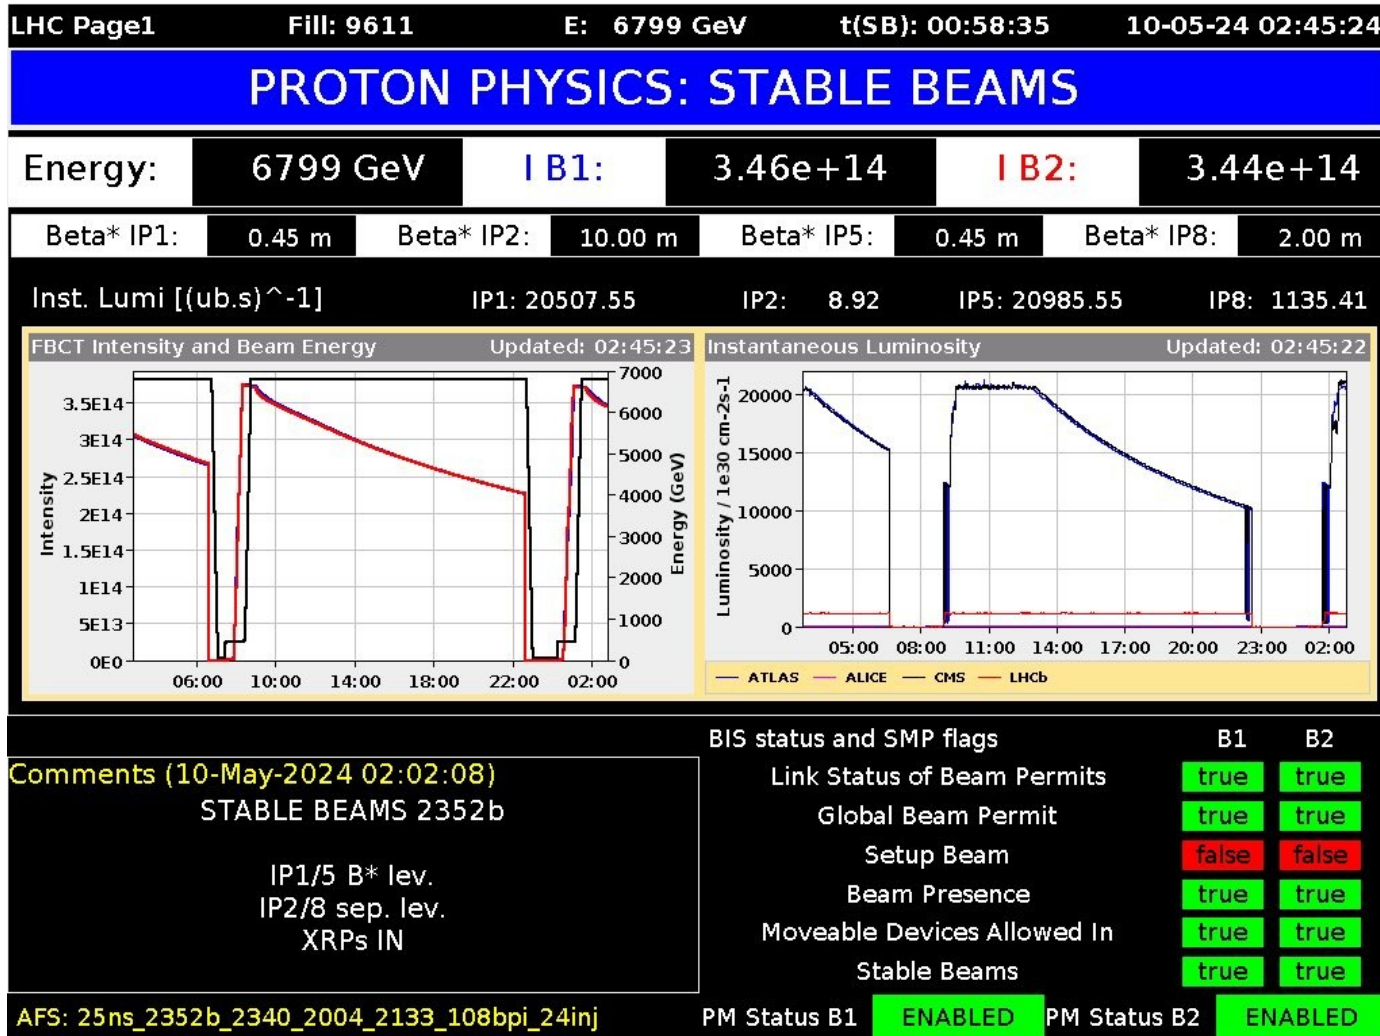 LHC Page1 Fill: 9611 E: 6799 GeV t(SB): 00:58:35 10-05-24 02:45:24
PROTON PHYSICS: STABLE BEAMS
Energy: 6799 GeV I B1: 3.46e+14 I B2: 3.44e+14
Beta* IP1: 0.45 m Beta* IP2: 10.00 m Beta* IP5: 0.45 m Beta* IP8: 2.00 m
Inst. Lumi [(ub.s)^-1] IP1: 20507.55 IP2: 8.92 IP5: 20985.55 IP8: 1135.41
FBCT Intensity and Beam Energy Updated: 02:45:23
Intensity
3.5E14
3E14
2.5E14
2E14
1.5E14
1E14
5E13
0E0
7000
6000
5000
4000
3000
2000
1000
0
Energy (GeV)
06:00 10:00 14:00 18:00 22:00 02:00
Instantaneous Luminosity Updated: 02:45:22
Luminosity / 1e30 cm-2s-1
20000
15000
10000
5000
0
05:00 08:00 11:00 14:00 17:00 20:00 23:00 02:00
ATLAS ALICE CMS LHCb
Comments (10-May-2024 02:02:08)
STABLE BEAMS 2352b
IP1/5 B* lev.
IP2/8 sep. lev.
XRPs IN
BIS status and SMP flags B1 B2
Link Status of Beam Permits true true
Global Beam Permit true true
Setup Beam false false
Beam Presence true true
Moveable Devices Allowed In true true
Stable Beams true true
AFS: 25ns_2352b_2340_2004_2133_108bpi_24inj PM Status B1 ENABLED PM Status B2 ENABLED